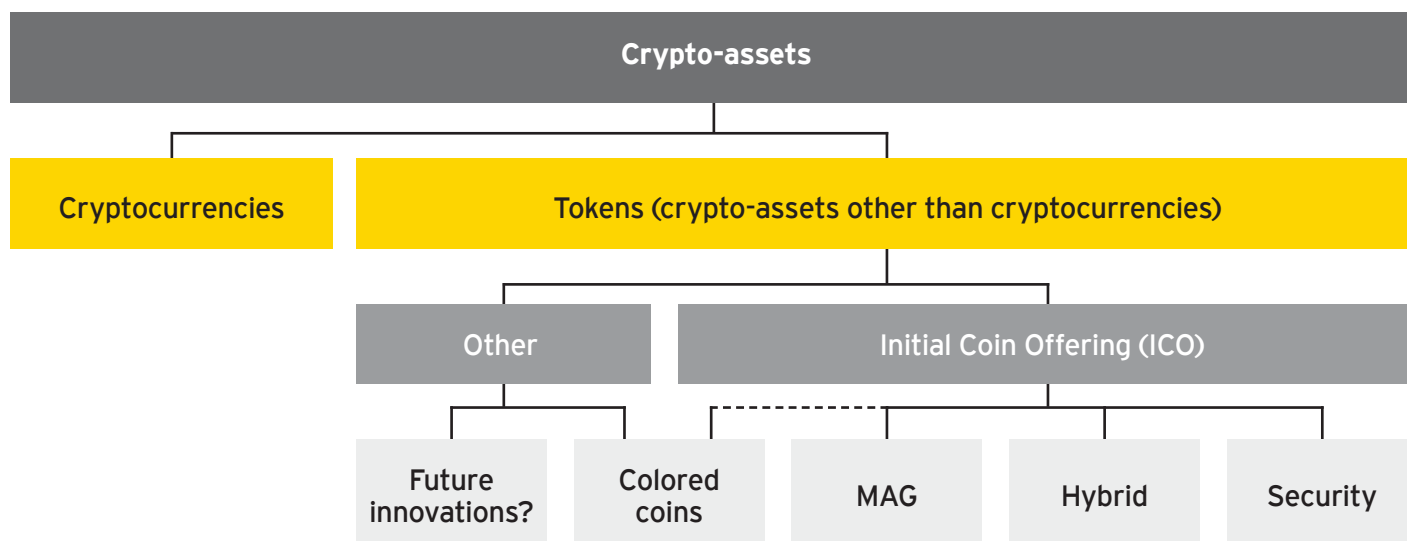 Crypto-assets
Cryptocurrencies
Tokens (crypto-assets other than cryptocurrencies)
Other
Initial Coin Offering (ICO)
Future
innovations?
Colored
coins
MAG
Hybrid
Security